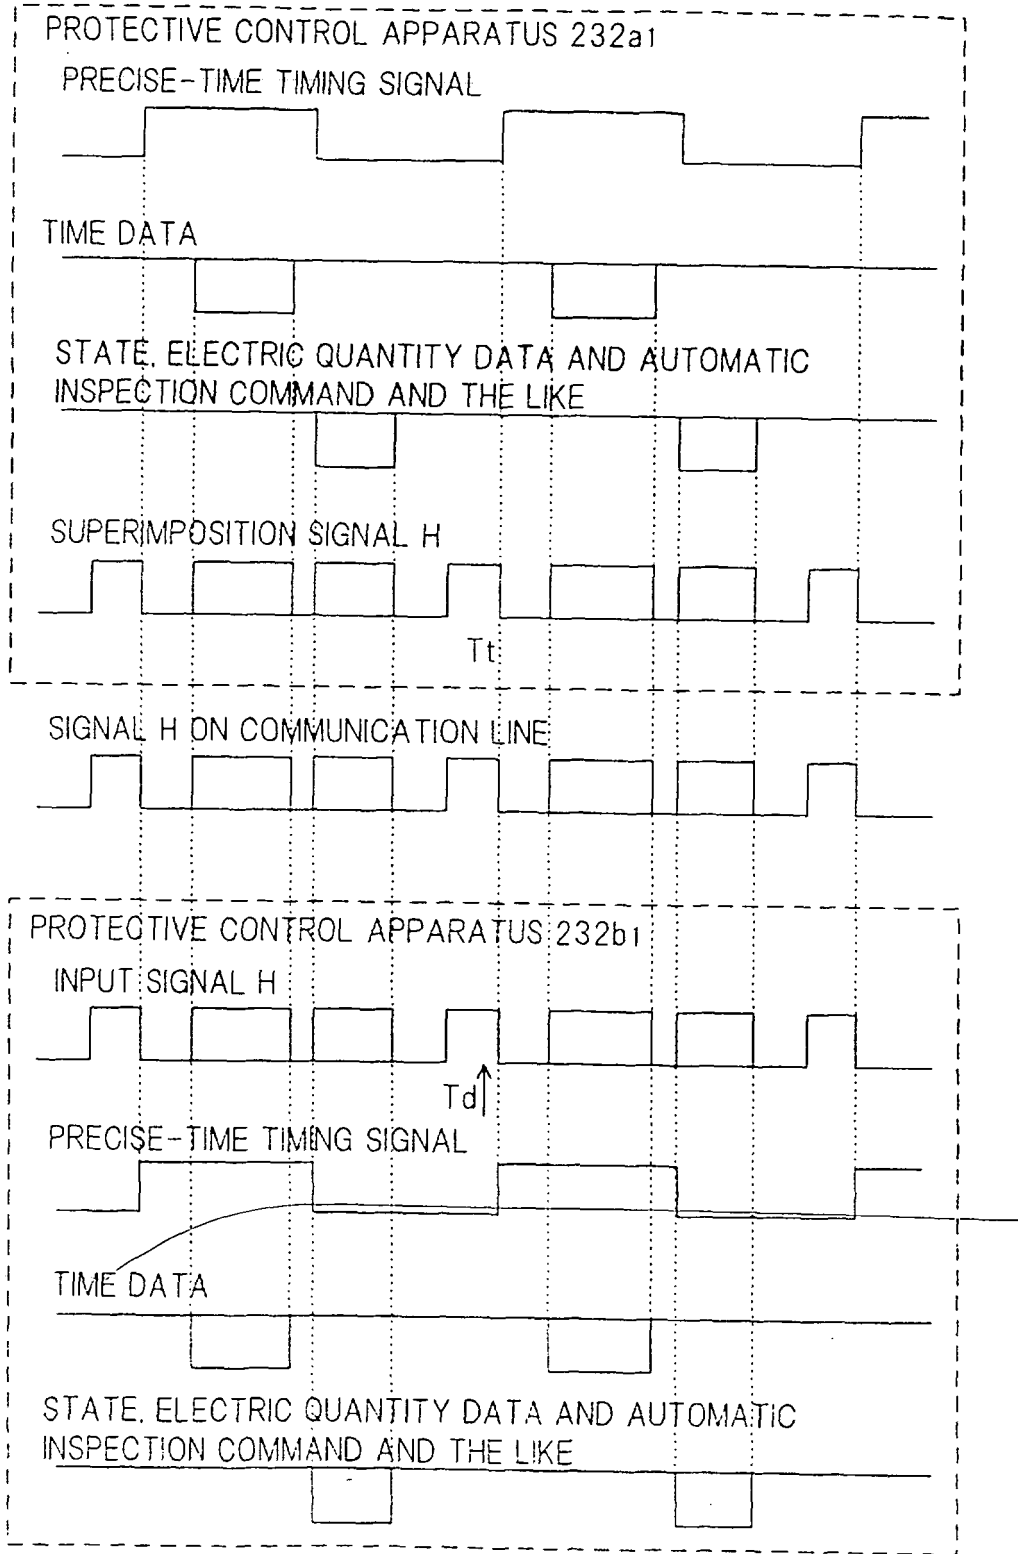 PROTECTIVE CONTROL APPARATUS 232a1
PRECISE-TIME TIMING SIGNAL
TIME DATA
STATE, ELECTRIC QUANTITY DATA AND AUTOMATIC
INSPECTION COMMAND AND THE LIKE
SUPERIMPOSITION SIGNAL H
Tt
SIGNAL H ON COMMUNICATION LINE
PROTECTIVE CONTROL APPARATUS 232b1
INPUT SIGNAL H
Td
PRECISE-TIME TIMING SIGNAL
TIME DATA
STATE, ELECTRIC QUANTITY DATA AND AUTOMATIC
INSPECTION COMMAND AND THE LIKE